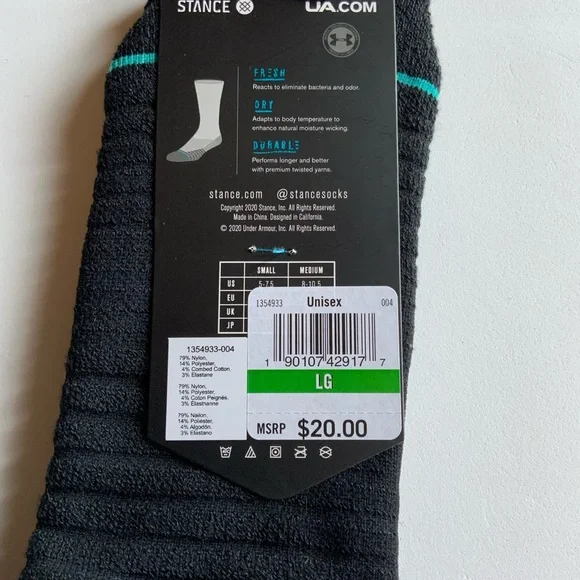 STANCE UA.COM
FRESH
Reacts to eliminate bacteria and odor.
DRY
Adapts to body temperature to
enhance natural moisture wicking.
DURABLE
Performs longer and better
with premium twisted yarns.
stance.com @stancesocks
Copyright 2020 Stance, Inc. All Rights Reserved.
Made in China. Designed in California.
© 2020 Under Armour, Inc. All Rights Reserved.
SMALL MEDIUM
US 5-7.5 8-10.5
EU
UK
JP
1354933 Unisex 004
1 90107 42917 7
LG
MSRP $20.00
1354933-004
79% Nylon,
14% Polyester,
4% Combed Cotton
3% Elastane
79% Nylon,
14% Polyester,
4% Coton Peignés,
3% Élasthanne
79% Nailon,
14% Poliéster,
4% Algodón,
3% Elastano